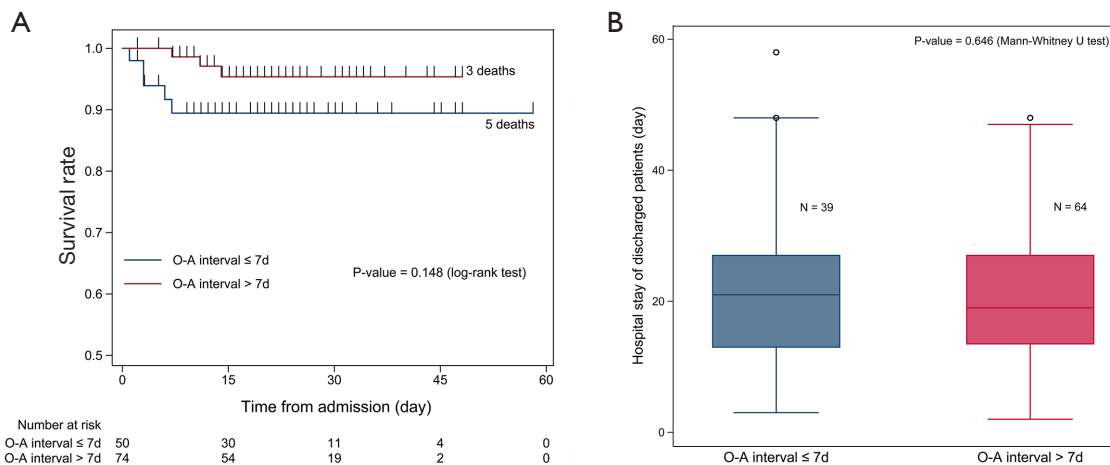 A
Survival rate
1.0
0.9
0.8
0.7
0.6
0.5
3 deaths
5 deaths
O-A interval ≤ 7d
O-A interval > 7d
P-value = 0.148 (log-rank test)
0 15 30 45 60
Time from admission (day)
Number at risk
O-A interval ≤ 7d 50 30 11 4 0
O-A interval > 7d 74 54 19 2 0
B
Hospital stay of discharged patients (day)
60
40
20
0
P-value = 0.646 (Mann-Whitney U test)
N = 39
N = 64
O-A interval ≤ 7d
O-A interval > 7d